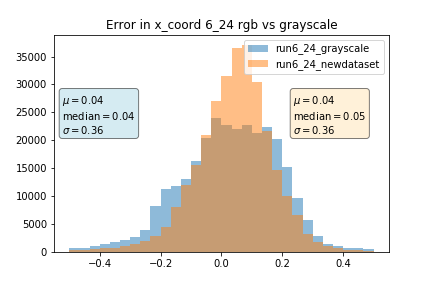 Error in x_coord 6_24 rgb vs grayscale
run6_24_grayscale
run6_24_newdataset
μ = 0.04
median = 0.04
σ = 0.36
μ = 0.04
median = 0.05
σ = 0.36
35000
30000
25000
20000
15000
10000
5000
0
−0.4
−0.2
0.0
0.2
0.4